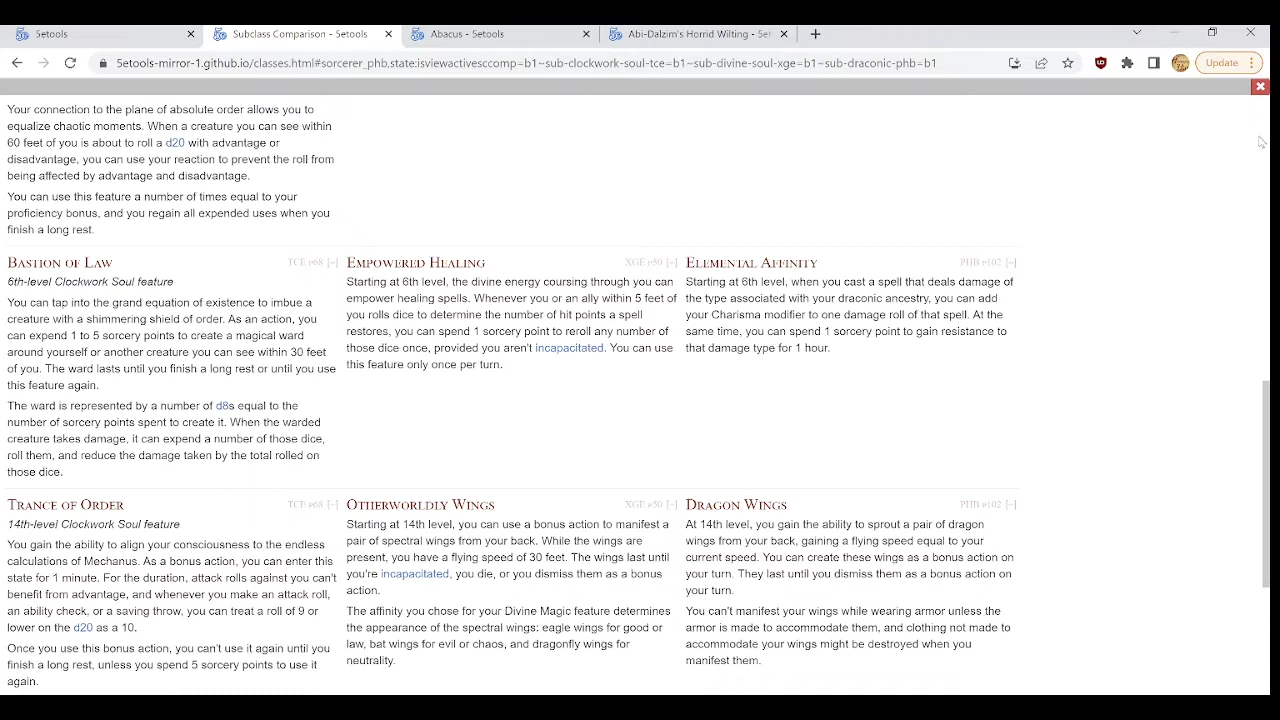 5etools
Subclass Comparison - 5etools
Abacus - 5etools
Abi-Dalzim's Horrid Wilting - 5et
5etools-mirror-1.github.io/classes.html#sorcerer_phb,state:isviewactive:comp=b1~sub-clockwork-soul-tce=b1~sub-divine-soul-xge=b1~sub-draconic-phb=b1
Update
Your connection to the plane of absolute order allows you to
equalize chaotic moments. When a creature you can see within
60 feet of you is about to roll a d20 with advantage or
disadvantage, you can use your reaction to prevent the roll from
being affected by advantage and disadvantage.
You can use this feature a number of times equal to your
proficiency bonus, and you regain all expended uses when you
finish a long rest.
Bastion of Law TCE p68 [–]
6th-level Clockwork Soul feature
You can tap into the grand equation of existence to imbue a
creature with a shimmering shield of order. As an action, you
can expend 1 to 5 sorcery points to create a magical ward
around yourself or another creature you can see within 30 feet
of you. The ward lasts until you finish a long rest or until you use
this feature again.
The ward is represented by a number of d8s equal to the
number of sorcery points spent to create it. When the warded
creature takes damage, it can expend a number of those dice,
roll them, and reduce the damage taken by the total rolled on
those dice.
Empowered Healing XGE p50 [–]
Starting at 6th level, the divine energy coursing through you can
empower healing spells. Whenever you or an ally within 5 feet of
you rolls dice to determine the number of hit points a spell
restores, you can spend 1 sorcery point to reroll any number of
those dice once, provided you aren't incapacitated. You can use
this feature only once per turn.
Elemental Affinity PHB p102 [–]
Starting at 6th level, when you cast a spell that deals damage of
the type associated with your draconic ancestry, you can add
your Charisma modifier to one damage roll of that spell. At the
same time, you can spend 1 sorcery point to gain resistance to
that damage type for 1 hour.
Trance of Order TCE p68 [–]
14th-level Clockwork Soul feature
You gain the ability to align your consciousness to the endless
calculations of Mechanus. As a bonus action, you can enter this
state for 1 minute. For the duration, attack rolls against you can't
benefit from advantage, and whenever you make an attack roll,
an ability check, or a saving throw, you can treat a roll of 9 or
lower on the d20 as a 10.
Once you use this bonus action, you can't use it again until you
finish a long rest, unless you spend 5 sorcery points to use it
again.
Otherworldly Wings XGE p50 [–]
Starting at 14th level, you can use a bonus action to manifest a
pair of spectral wings from your back. While the wings are
present, you have a flying speed of 30 feet. The wings last until
you're incapacitated, you die, or you dismiss them as a bonus
action.
The affinity you chose for your Divine Magic feature determines
the appearance of the spectral wings: eagle wings for good or
law, bat wings for evil or chaos, and dragonfly wings for
neutrality.
Dragon Wings PHB p102 [–]
At 14th level, you gain the ability to sprout a pair of dragon
wings from your back, gaining a flying speed equal to your
current speed. You can create these wings as a bonus action on
your turn. They last until you dismiss them as a bonus action on
your turn.
You can't manifest your wings while wearing armor unless the
armor is made to accommodate them, and clothing not made to
accommodate your wings might be destroyed when you
manifest them.